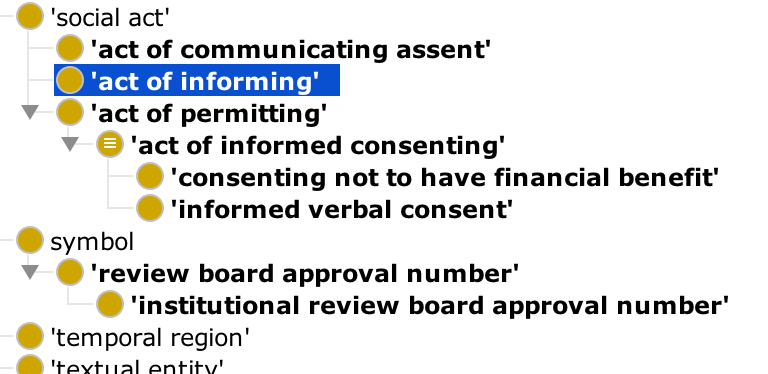 'social act'
'act of communicating assent'
'act of informing'
'act of permitting'
'act of informed consenting'
'consenting not to have financial benefit'
'informed verbal consent'
symbol
'review board approval number'
'institutional review board approval number'
'temporal region'
'textual entity'